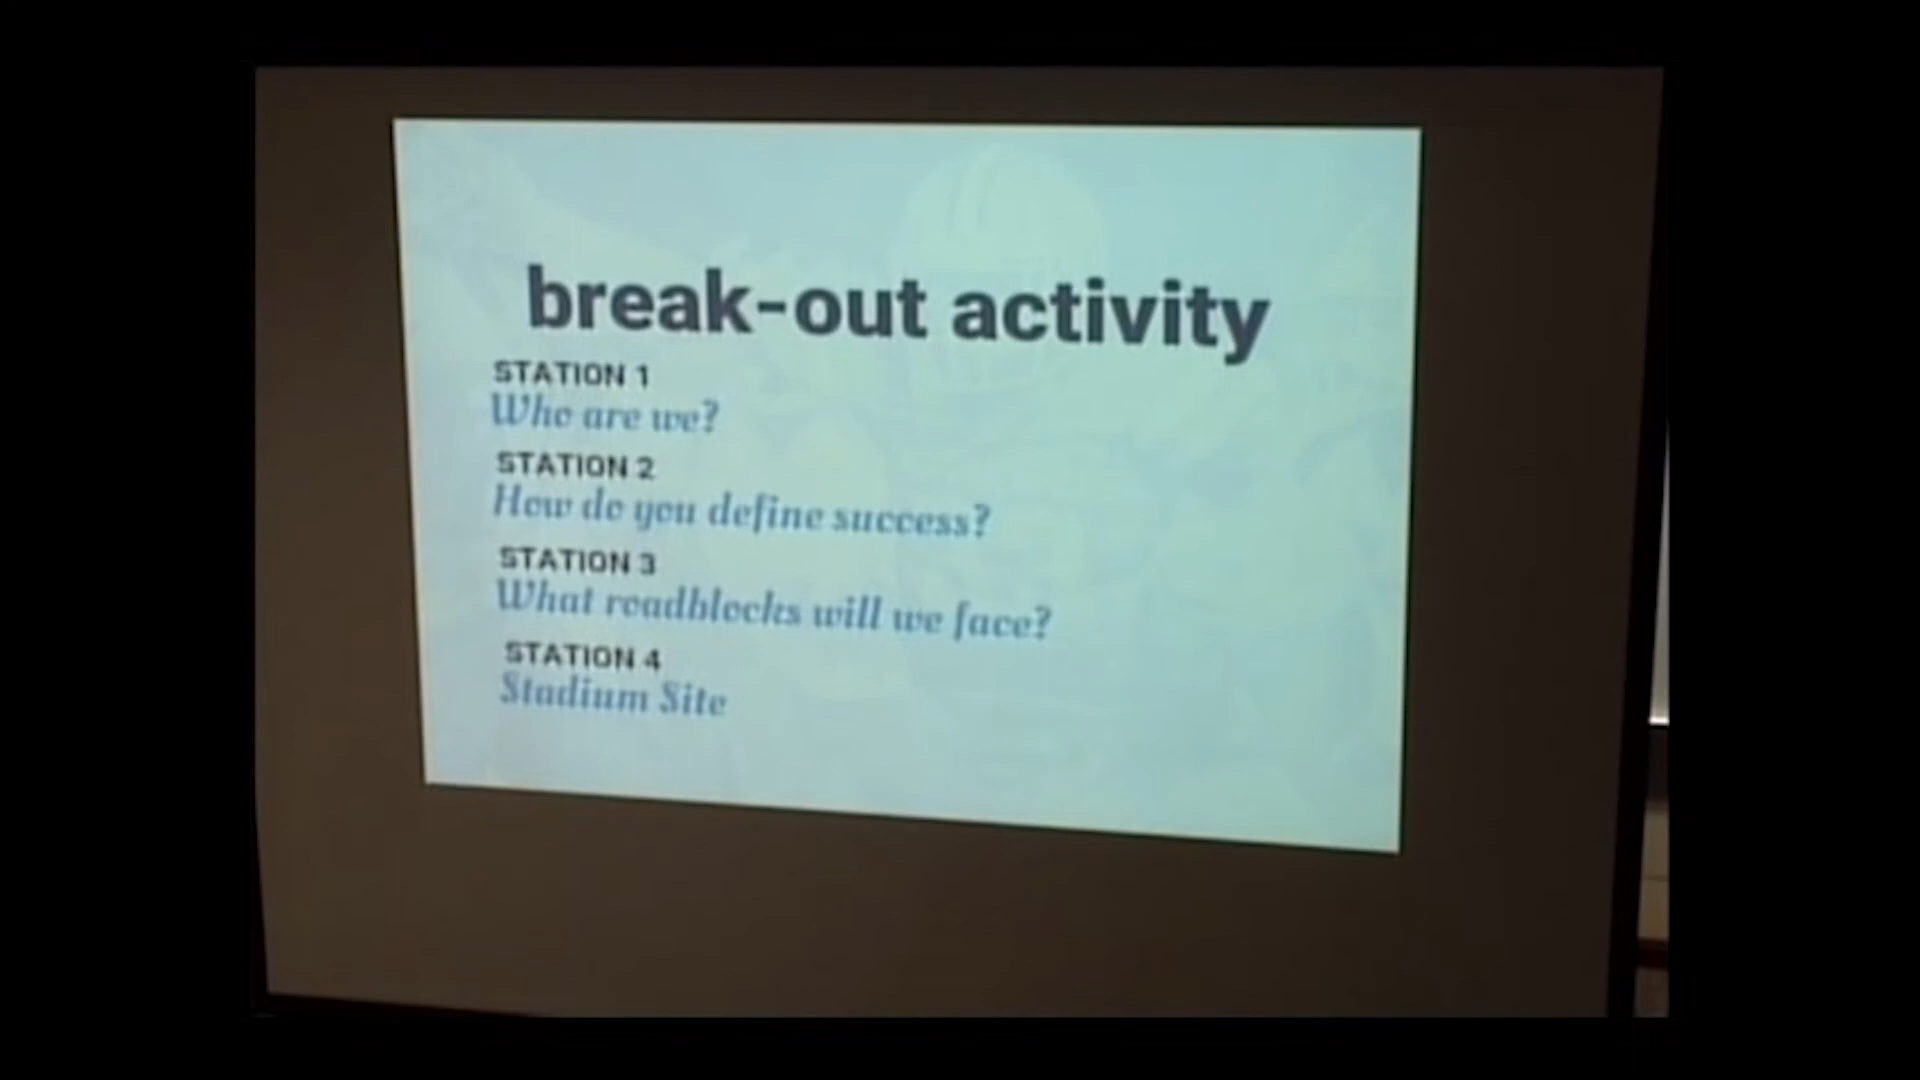 break-out activity
STATION 1
Who are we?
STATION 2
How do you define success?
STATION 3
What roadblocks will we face?
STATION 4
Stadium Site